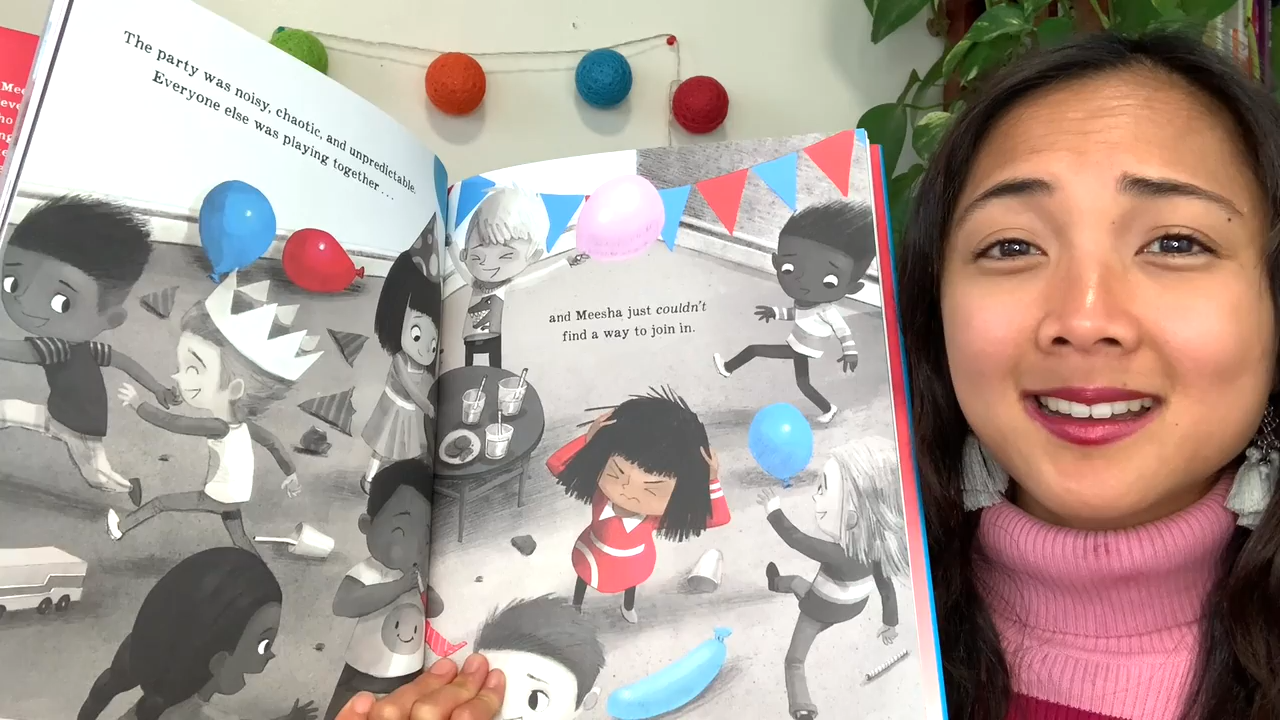 The party was noisy, chaotic, and unpredictable.
Everyone else was playing together . . .
and Meesha just couldn't
find a way to join in.